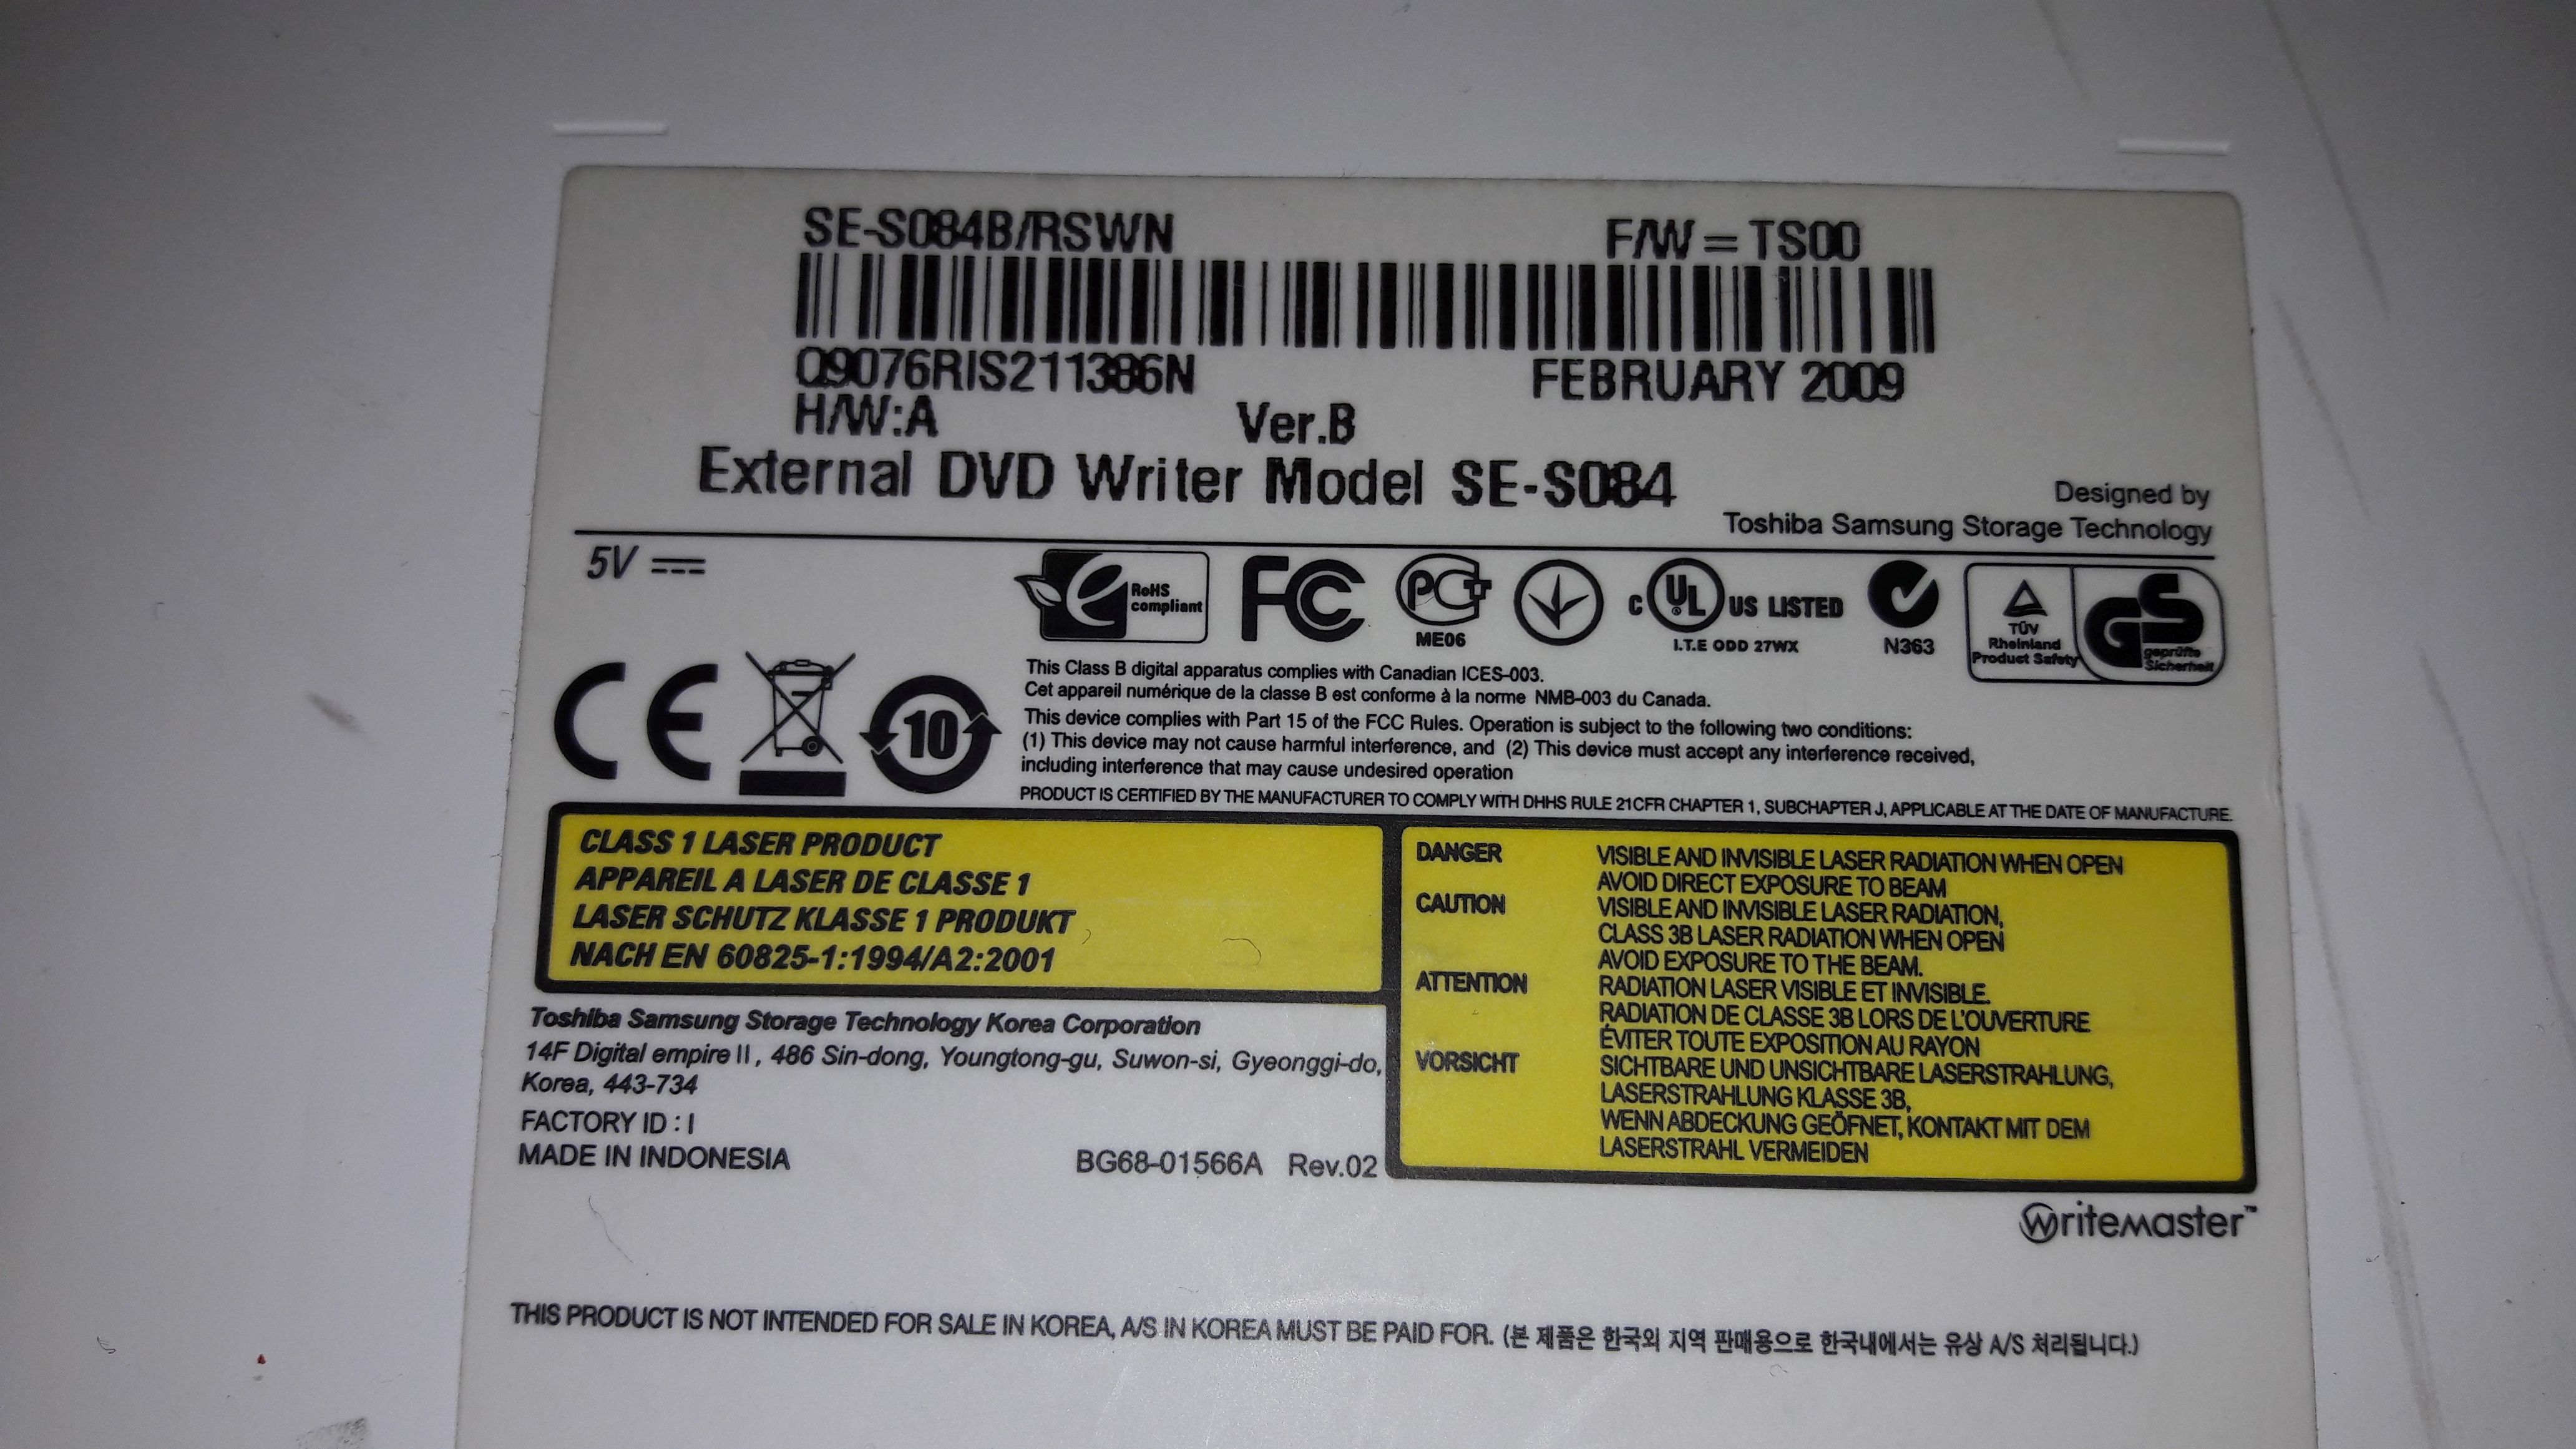 SE-S084B/RSWN F/W = TS00
Q9076RIS211386N FEBRUARY 2009
H/W:A Ver.B
External DVD Writer Model SE-S084
Designed by
Toshiba Samsung Storage Technology
5V
RoHS
compliant
FC
PCT
ME06
C UL US LISTED
I.T.E ODD 27WX
N363
TÜV
Rheinland
Product Safety
GS
geprüfte
Sicherheit
CE
10
This Class B digital apparatus complies with Canadian ICES-003.
Cet appareil numérique de la classe B est conforme à la norme NMB-003 du Canada.
This device complies with Part 15 of the FCC Rules. Operation is subject to the following two conditions:
(1) This device may not cause harmful interference, and (2) This device must accept any interference received,
including interference that may cause undesired operation
PRODUCT IS CERTIFIED BY THE MANUFACTURER TO COMPLY WITH DHHS RULE 21CFR CHAPTER 1, SUBCHAPTER J, APPLICABLE AT THE DATE OF MANUFACTURE.
CLASS 1 LASER PRODUCT
APPAREIL A LASER DE CLASSE 1
LASER SCHUTZ KLASSE 1 PRODUKT
NACH EN 60825-1:1994/A2:2001
DANGER VISIBLE AND INVISIBLE LASER RADIATION WHEN OPEN
AVOID DIRECT EXPOSURE TO BEAM
CAUTION VISIBLE AND INVISIBLE LASER RADIATION,
CLASS 3B LASER RADIATION WHEN OPEN
AVOID EXPOSURE TO THE BEAM.
ATTENTION RADIATION LASER VISIBLE ET INVISIBLE.
RADIATION DE CLASSE 3B LORS DE L'OUVERTURE
ÉVITER TOUTE EXPOSITION AU RAYON
VORSICHT SICHTBARE UND UNSICHTBARE LASERSTRAHLUNG,
LASERSTRAHLUNG KLASSE 3B,
WENN ABDECKUNG GEÖFNET, KONTAKT MIT DEM
LASERSTRAHL VERMEIDEN
Toshiba Samsung Storage Technology Korea Corporation
14F Digital empire II, 486 Sin-dong, Youngtong-gu, Suwon-si, Gyeonggi-do,
Korea, 443-734
FACTORY ID : I
MADE IN INDONESIA BG68-01566A Rev.02
Writemaster™
THIS PRODUCT IS NOT INTENDED FOR SALE IN KOREA, A/S IN KOREA MUST BE PAID FOR. (본 제품은 한국외 지역 판매용으로 한국내에서는 유상 A/S 처리됩니다.)